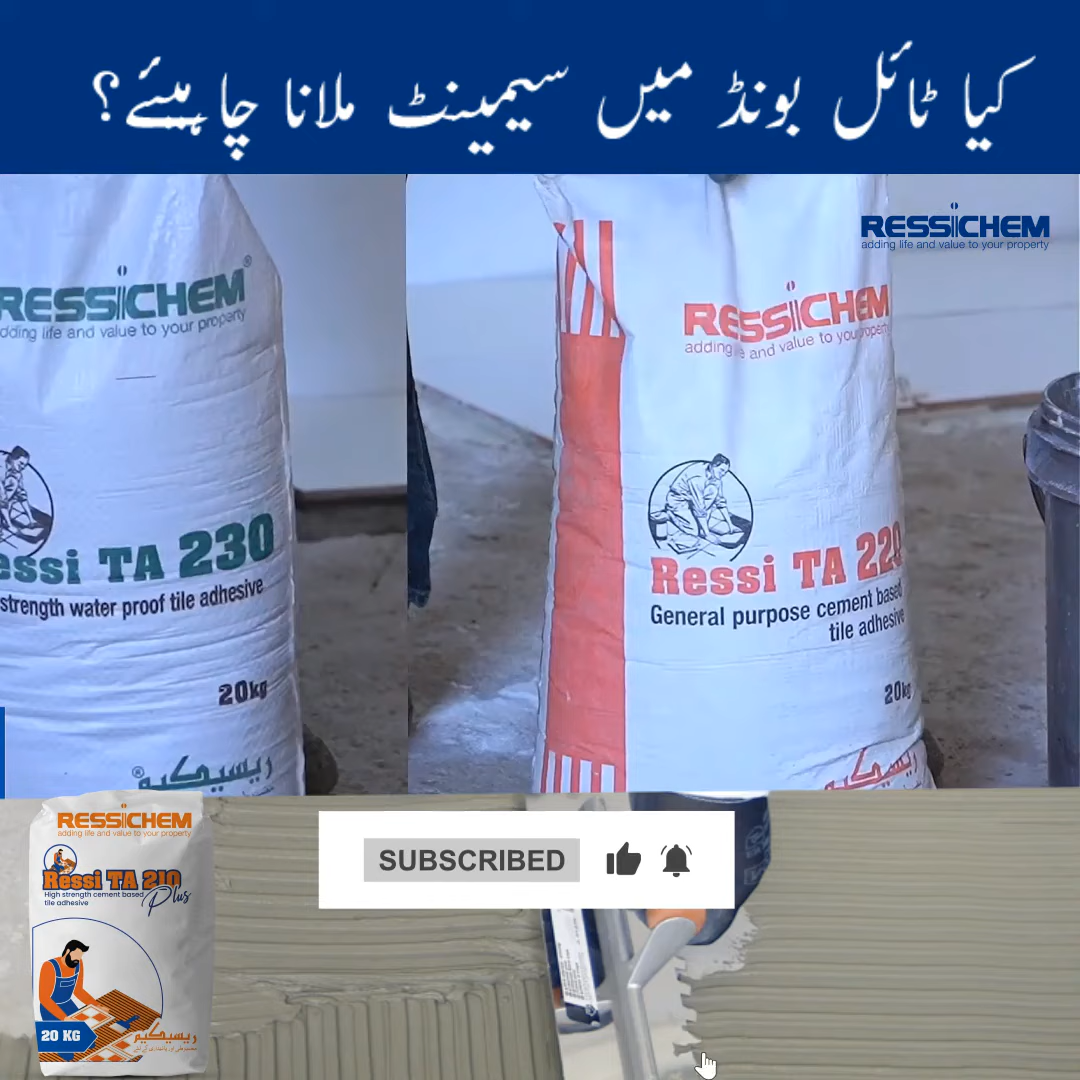 کیا ٹائل بونڈ میں سیمینٹ ملانا چاہیئے؟
RESSICHEM
adding life and value to your property
RESSICHEM®
adding life and value to your property
TA 230
strength water proof tile adhesive
20kg
ریسیکیم®
RESSICHEM
adding life and value to your property
Ressi TA 220
General purpose cement based
tile adhesive
20kg
ریسیکیم
RESSICHEM
adding life and value to your property
Ressi TA 210
Plus
High strength cement based
tile adhesive
20 KG
ریسیکیم
SUBSCRIBED